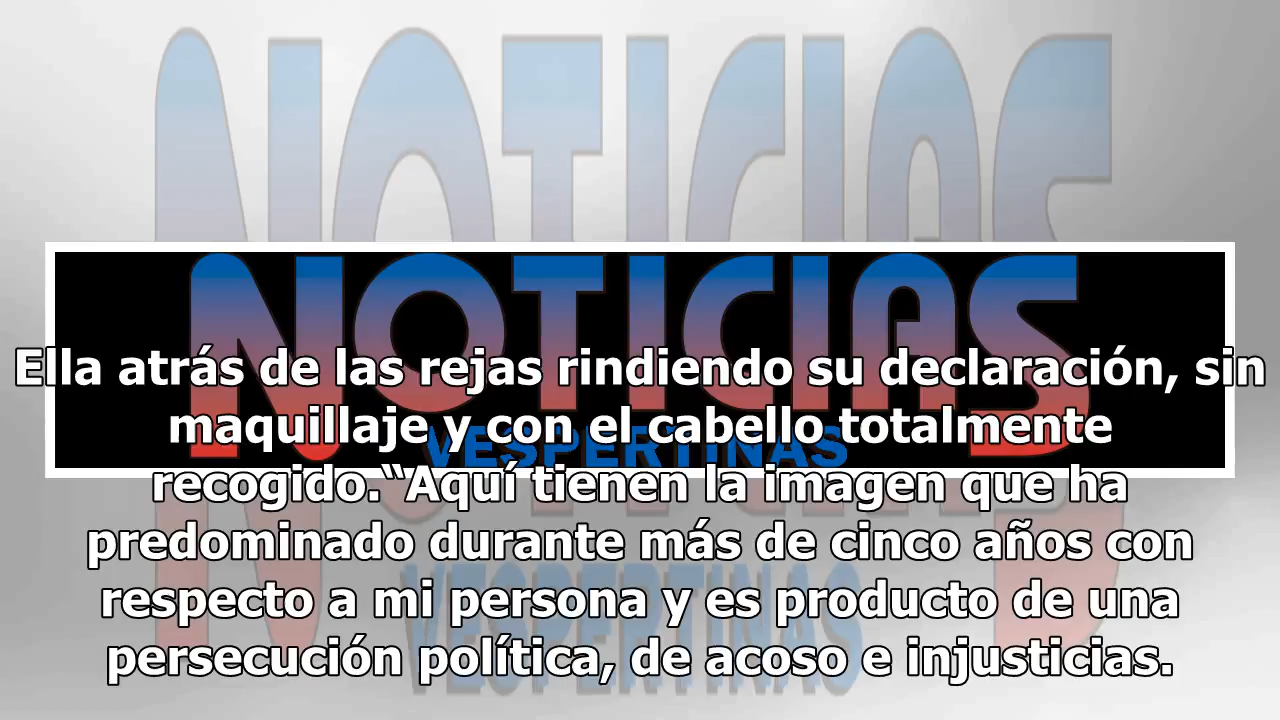 NOTICIAS
VESPERTINAS
NOTICIAS
VESPERTINAS
Ella atrás de las rejas rindiendo su declaración, sin
maquillaje y con el cabello totalmente
recogido.“Aquí tienen la imagen que ha
predominado durante más de cinco años con
respecto a mi persona y es producto de una
persecución política, de acoso e injusticias.